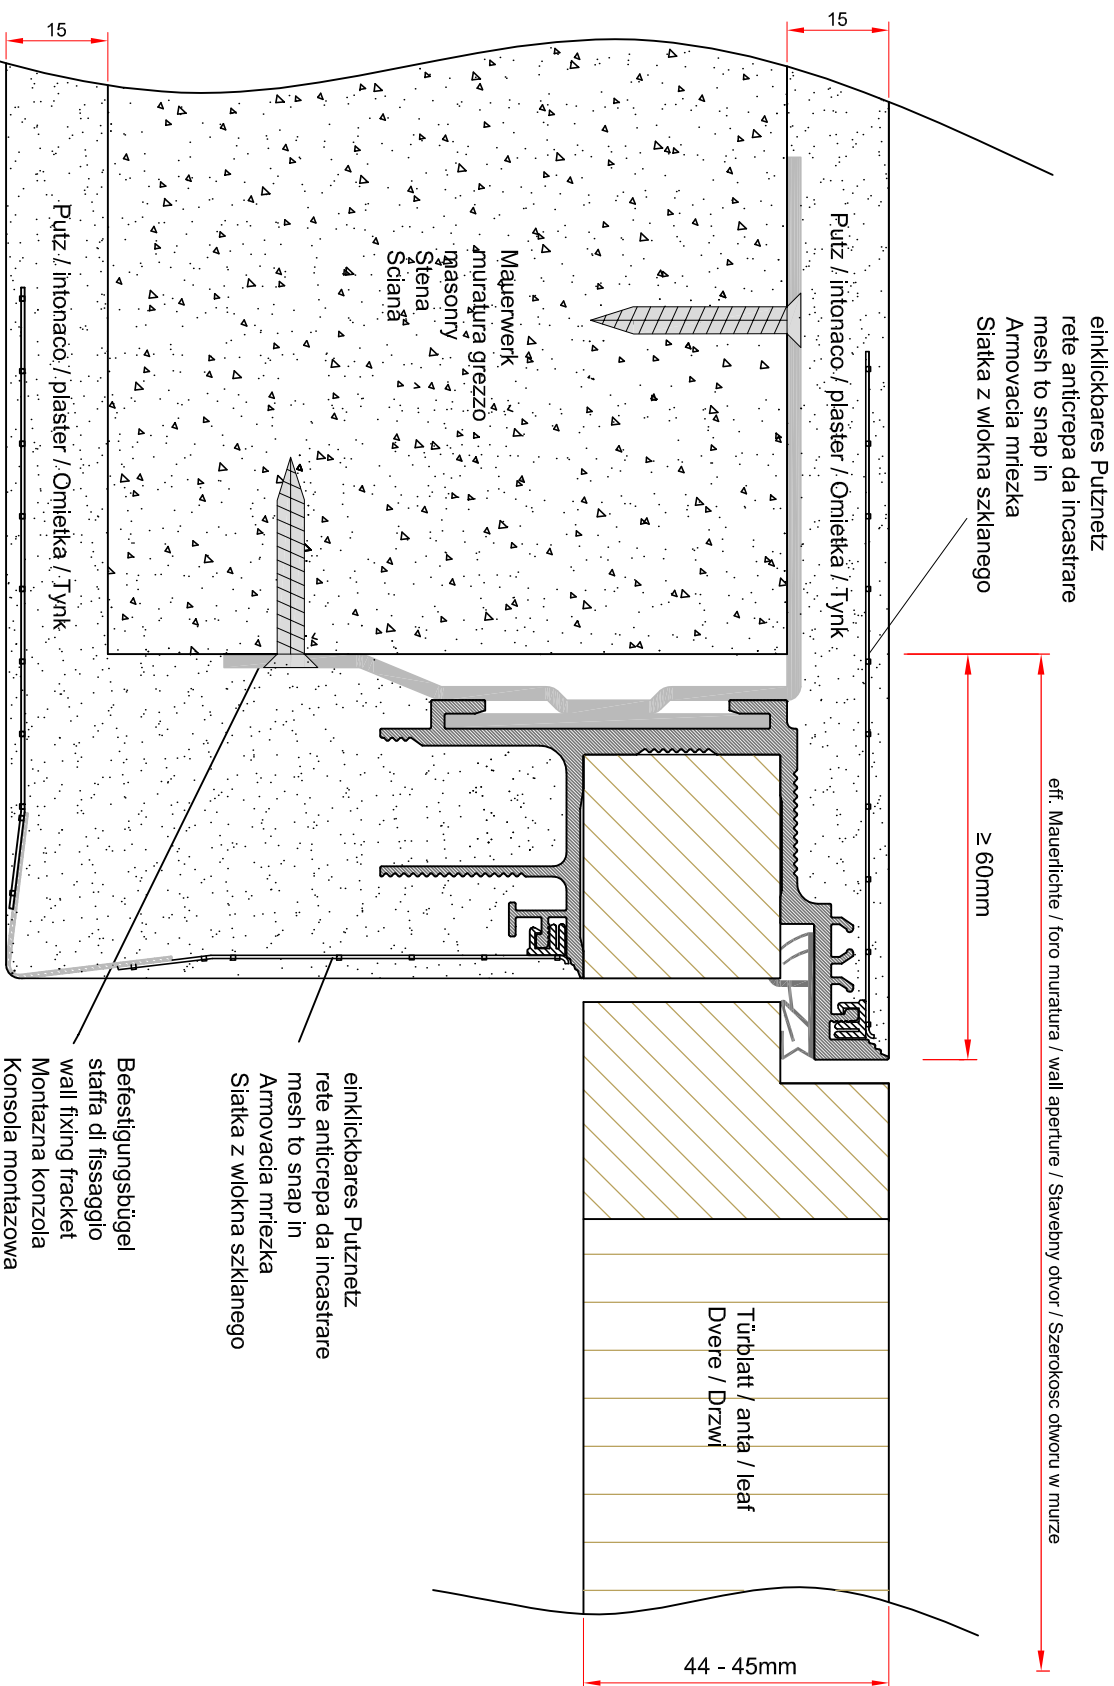 15
15
einklickbares Putznetz
rete anticrepa da incastrare
mesh to snap in
Armovacia mriezka
Siatka z wlokna szklanego
Putz / intonaco / plaster / Omietka / Tynk
Mauerwerk
muratura grezzo
masonry
Stena
Sciana
Putz / intonaco / plaster / Omietka / Tynk
≥ 60mm
eff. Mauerlichte / foro muratura / wall aperture / Stavebny otvor / Szerokosc otworu w murze
einklickbares Putznetz
rete anticrepa da incastrare
mesh to snap in
Armovacia mriezka
Siatka z wlokna szklanego
Befestigungsbügel
staffa di fissaggio
wall fixing fracket
Montazna konzola
Konsola montazowa
Türblatt / anta / leaf
Dvere / Drzwi
44 - 45mm